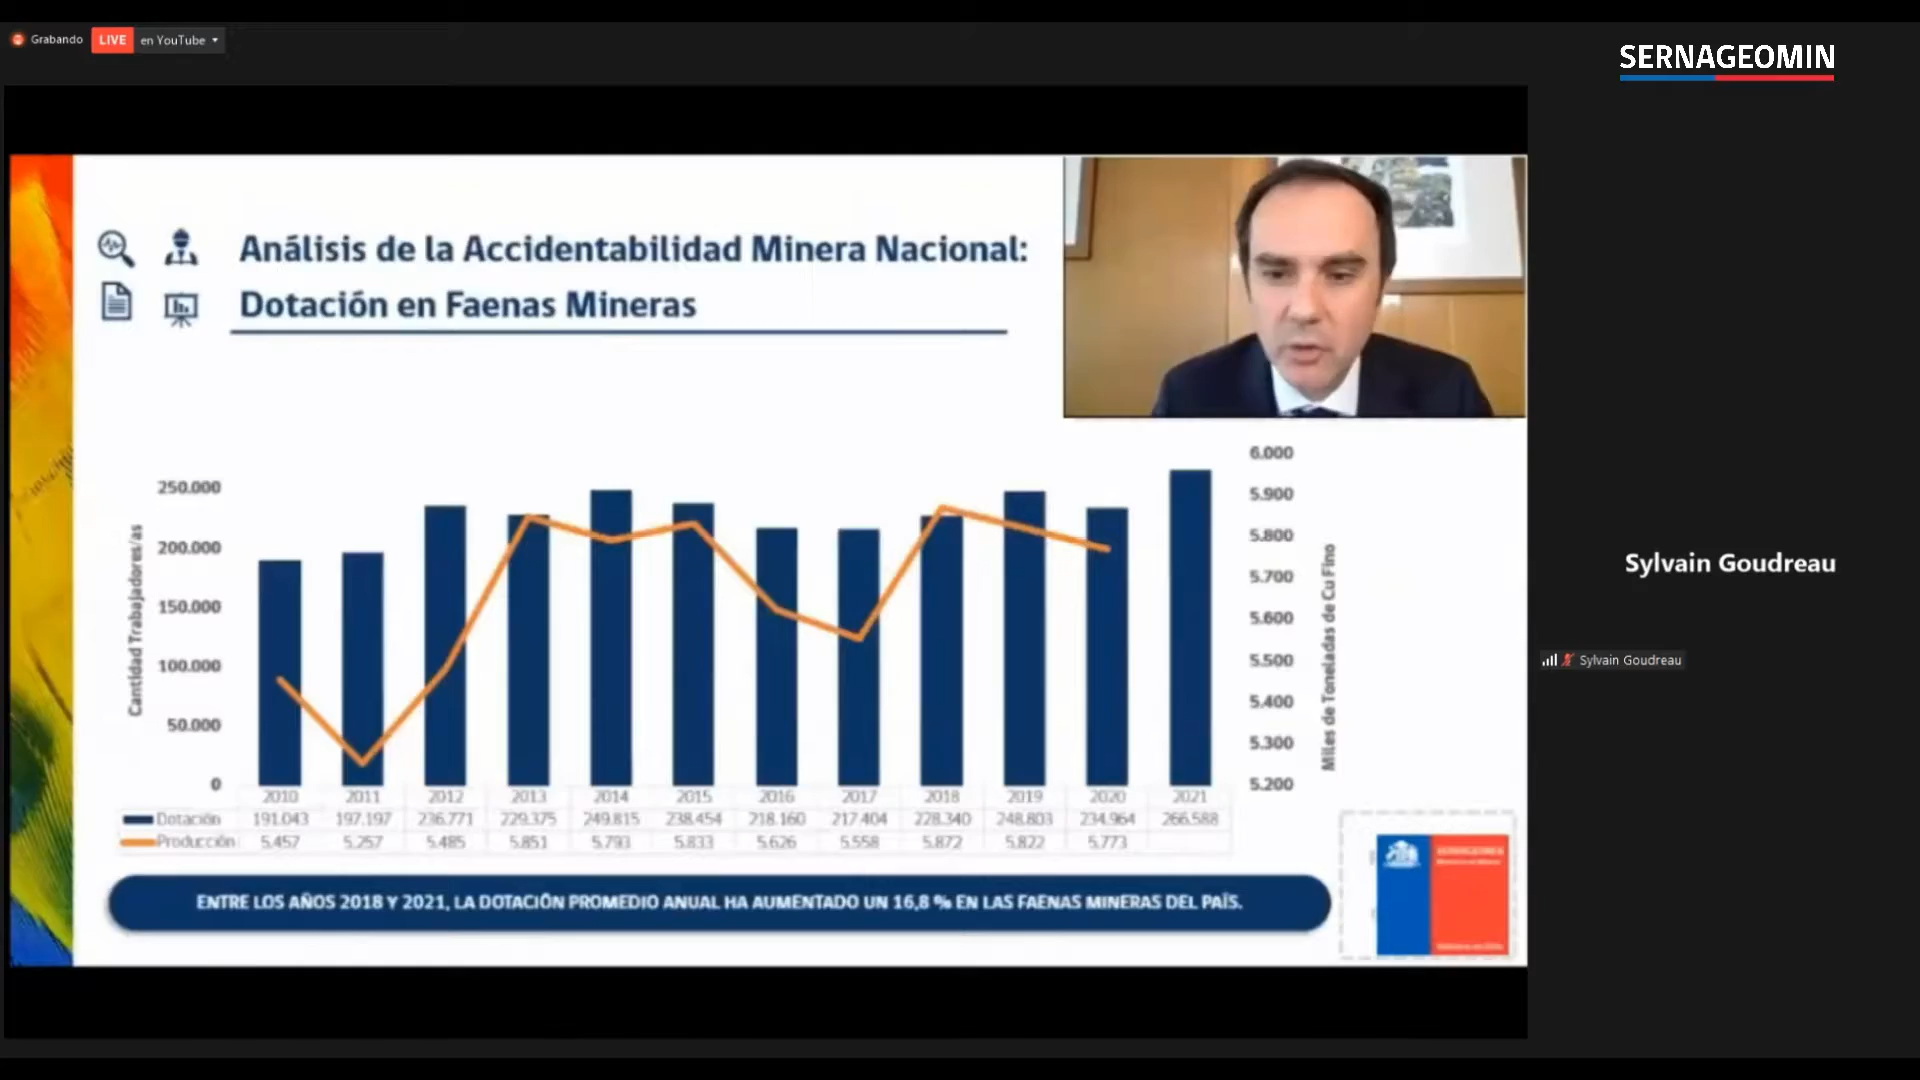 Grabando
LIVE en YouTube
SERNAGEOMIN
Análisis de la Accidentabilidad Minera Nacional:
Dotación en Faenas Mineras
Cantidad Trabajadores/as
250.000
200.000
150.000
100.000
50.000
0
6.000
5.900
5.800
5.700
5.600
5.500
5.400
5.300
5.200
Miles de Toneladas de Cu Fino
2010 2011 2012 2013 2014 2015 2016 2017 2018 2019 2020 2021
Dotación 191.043 197.197 236.771 229.375 249.815 238.454 218.160 217.404 228.340 248.803 234.964 266.588
Producción 5.457 5.257 5.485 5.851 5.793 5.833 5.626 5.558 5.872 5.822 5.773
ENTRE LOS AÑOS 2018 Y 2021, LA DOTACIÓN PROMEDIO ANUAL HA AUMENTADO UN 16,8 % EN LAS FAENAS MINERAS DEL PAÍS.
SERNAGEOMIN
Sylvain Goudreau
Sylvain Goudreau